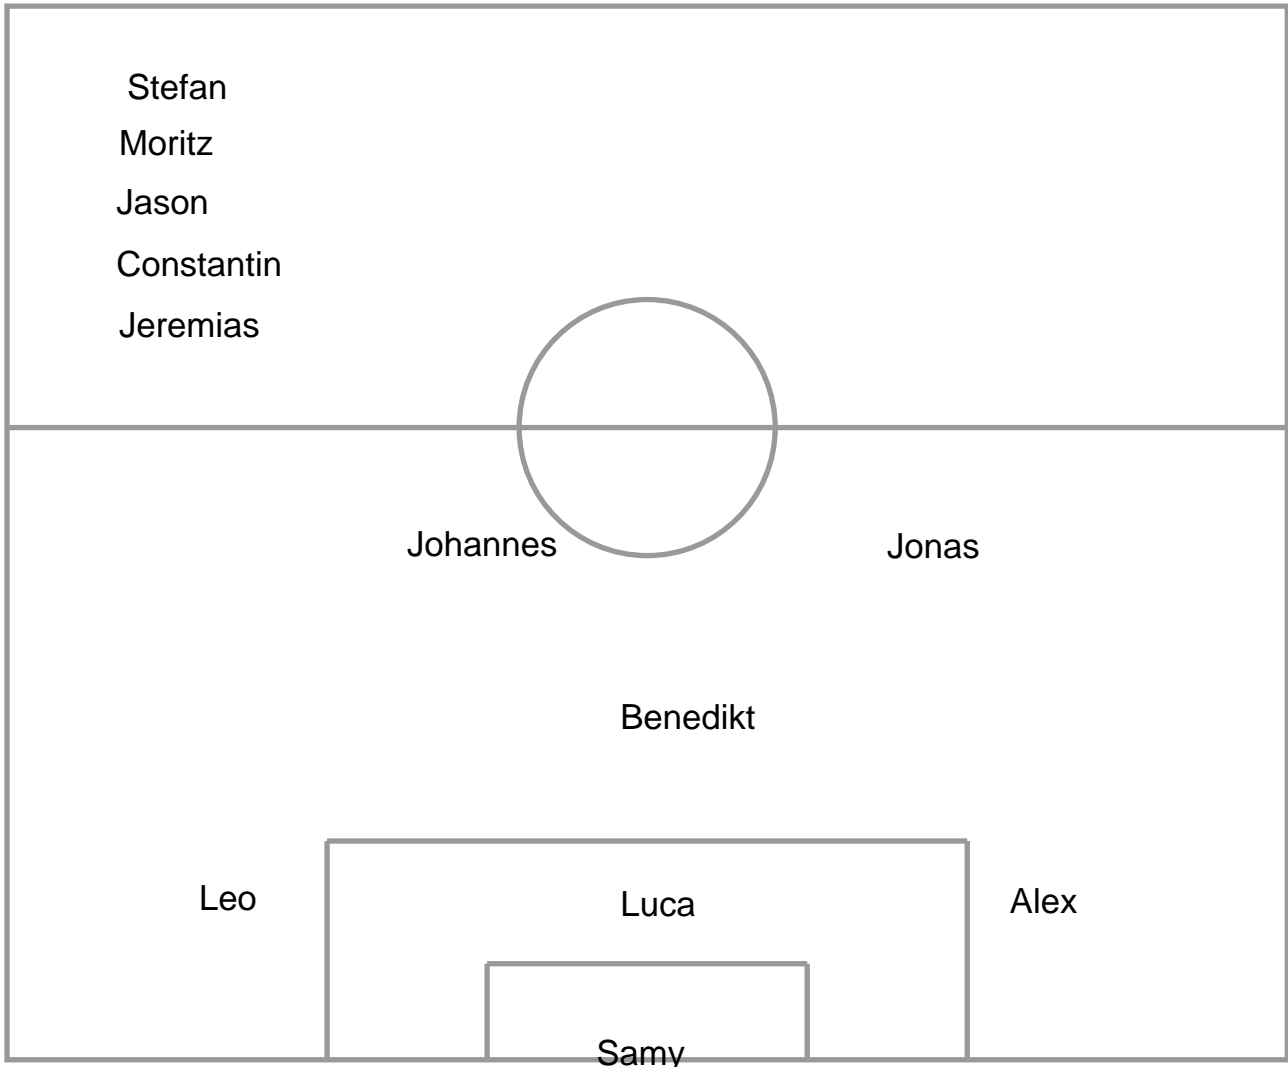 Stefan
Moritz
Jason
Constantin
Jeremias
Johannes Jonas
Benedikt
Leo Luca Alex
Samy